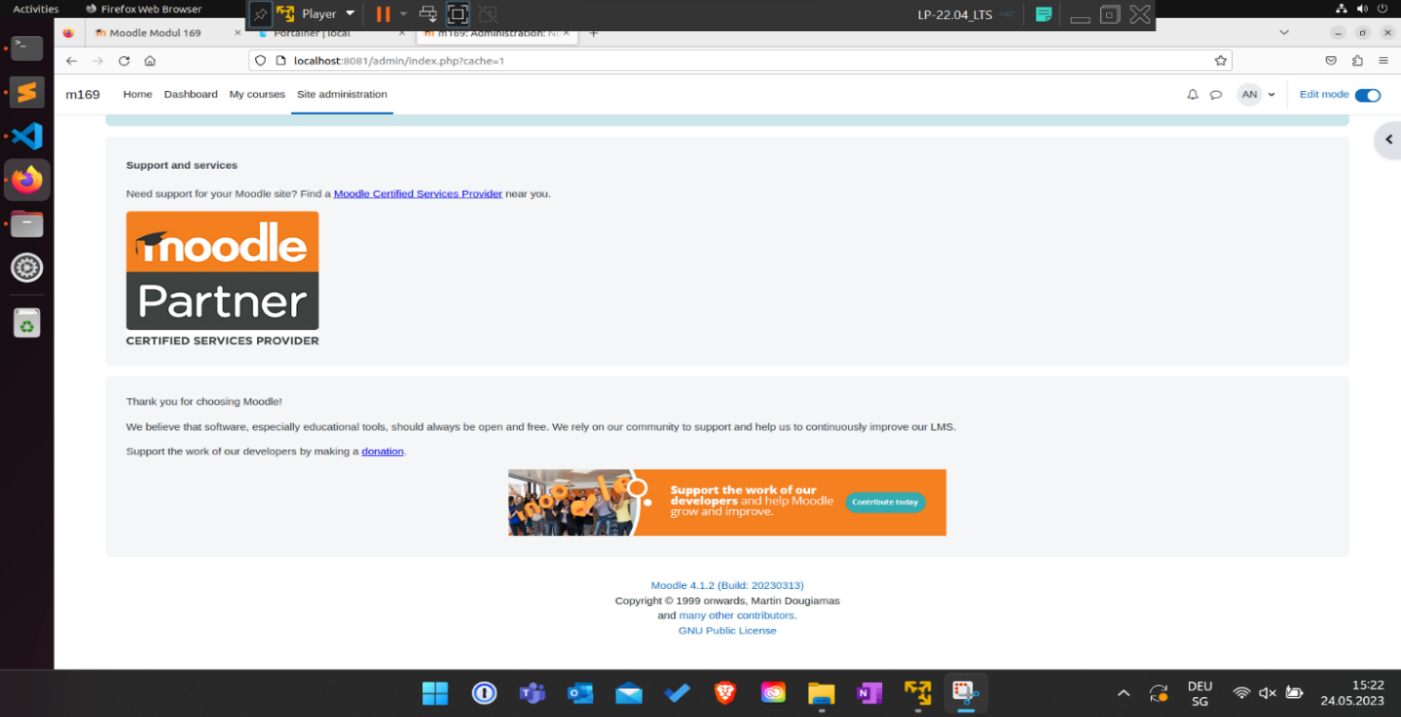 Activities
Firefox Web Browser
Player
LP-22.04_LTS
Moodle Modul 169
Portainer | local
m169: Administration: No
localhost:8081/admin/index.php?cache=1
m169
Home
Dashboard
My courses
Site administration
AN
Edit mode
Support and services
Need support for your Moodle site? Find a Moodle Certified Services Provider near you.
moodle
Partner
CERTIFIED SERVICES PROVIDER
Thank you for choosing Moodle!
We believe that software, especially educational tools, should always be open and free. We rely on our community to support and help us to continuously improve our LMS.
Support the work of our developers by making a donation.
moodle
Support the work of our
developers and help Moodle
grow and improve.
Contribute today
Moodle 4.1.2 (Build: 20230313)
Copyright © 1999 onwards, Martin Dougiamas
and many other contributors.
GNU Public License
DEU
SG
15:22
24.05.2023